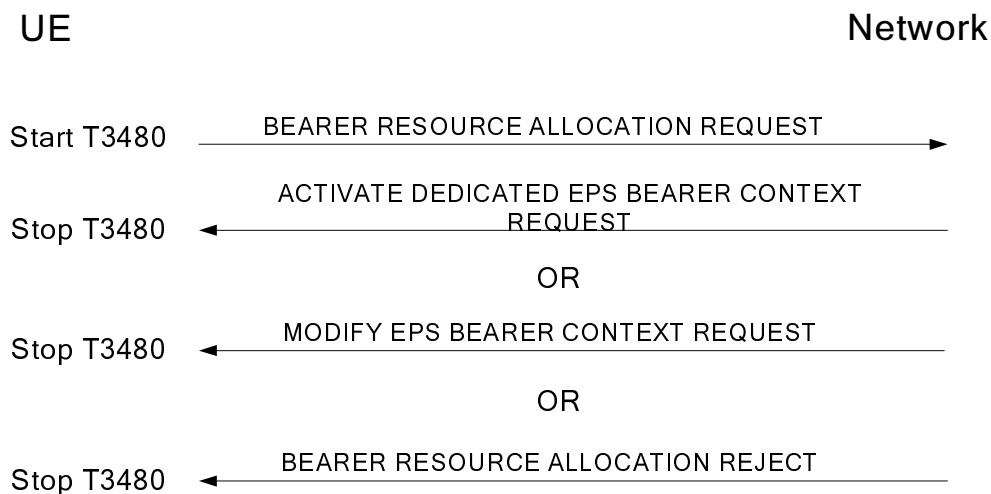 UE
Network
Start T3480
BEARER RESOURCE ALLOCATION REQUEST
ACTIVATE DEDICATED EPS BEARER CONTEXT
REQUEST
Stop T3480
OR
MODIFY EPS BEARER CONTEXT REQUEST
Stop T3480
OR
BEARER RESOURCE ALLOCATION REJECT
Stop T3480